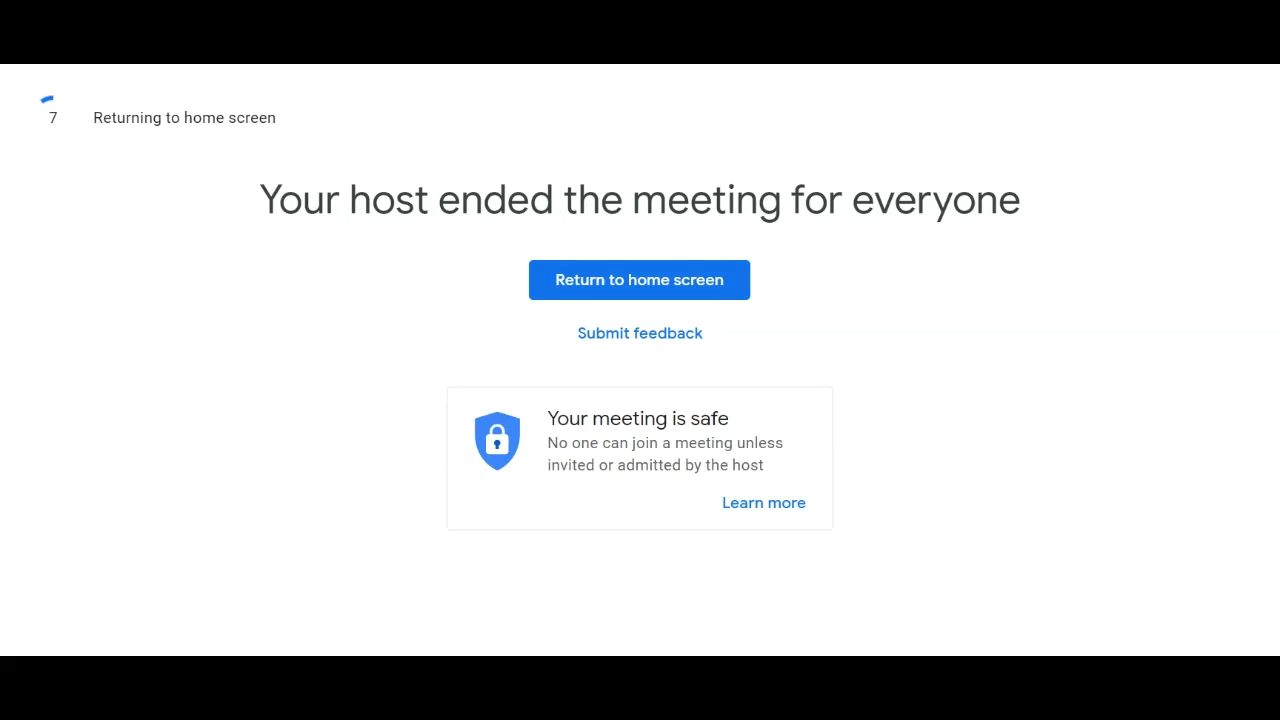 7 Returning to home screen
Your host ended the meeting for everyone
Return to home screen
Submit feedback
Your meeting is safe
No one can join a meeting unless
invited or admitted by the host
Learn more